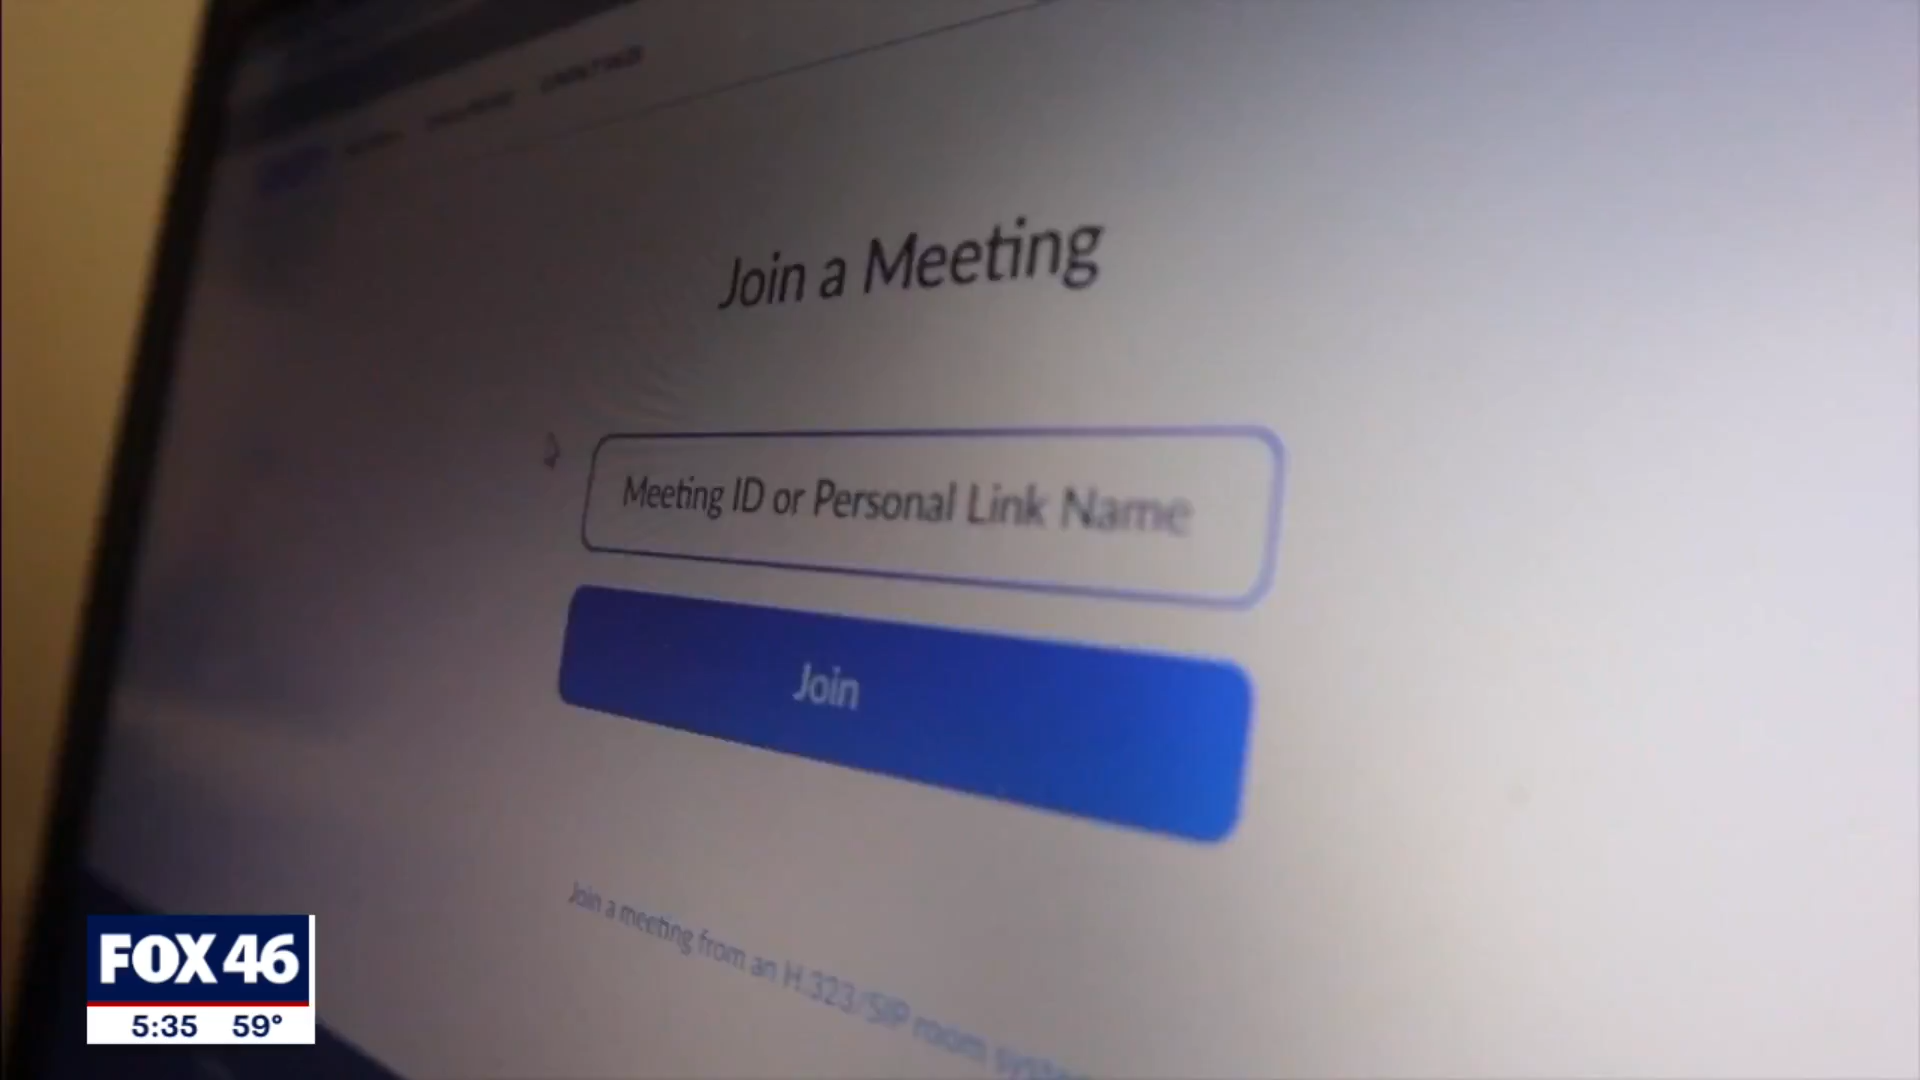 Join a Meeting
Meeting ID or Personal Link Name
Join
Join a meeting from an H.323/SIP room system
FOX 46
5:35 59°